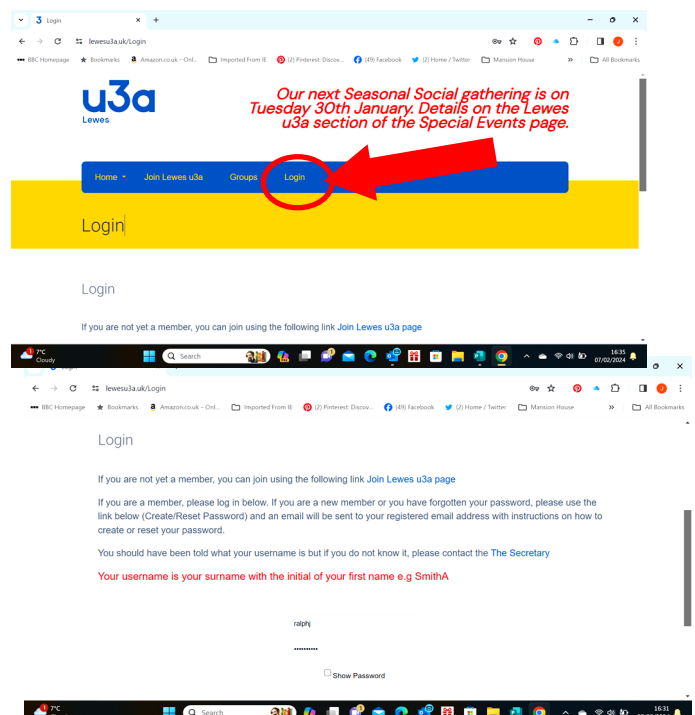 3 Login
lewesu3a.uk/Login
BBC Homepage Bookmarks Amazon.co.uk – Onl... Imported From IE (2) Pinterest: Discov... (49) Facebook (2) Home / Twitter Mansion House » All Bookmarks
u3a
Lewes
Our next Seasonal Social gathering is on
Tuesday 30th January. Details on the Lewes
u3a section of the Special Events page.
Home Join Lewes u3a Groups Login
Login
Login
If you are not yet a member, you can join using the following link Join Lewes u3a page
1 7°C
Cloudy
Search
16:35
07/02/2024
lewesu3a.uk/Login
BBC Homepage Bookmarks Amazon.co.uk – Onl... Imported From IE (2) Pinterest: Discov... (49) Facebook (2) Home / Twitter Mansion House » All Bookmarks
Login
If you are not yet a member, you can join using the following link Join Lewes u3a page
If you are a member, please log in below. If you are a new member or you have forgotten your password, please use the
link below (Create/Reset Password) and an email will be sent to your registered email address with instructions on how to
create or reset your password.
You should have been told what your username is but if you do not know it, please contact the The Secretary
Your username is your surname with the initial of your first name e.g SmithA
ralphj
••••••••••
Show Password
1 7°C
Search
16:31